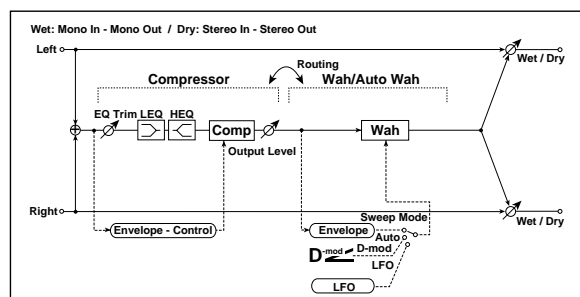 Wet: Mono In - Mono Out / Dry: Stereo In - Stereo Out
Left
Wet / Dry
Routing
Compressor
Wah/Auto Wah
EQ Trim LEQ HEQ
Comp
Wah
Output Level
Right
Sweep Mode
Wet / Dry
Envelope - Control
Envelope
Auto
D-mod
D-mod
LFO
LFO